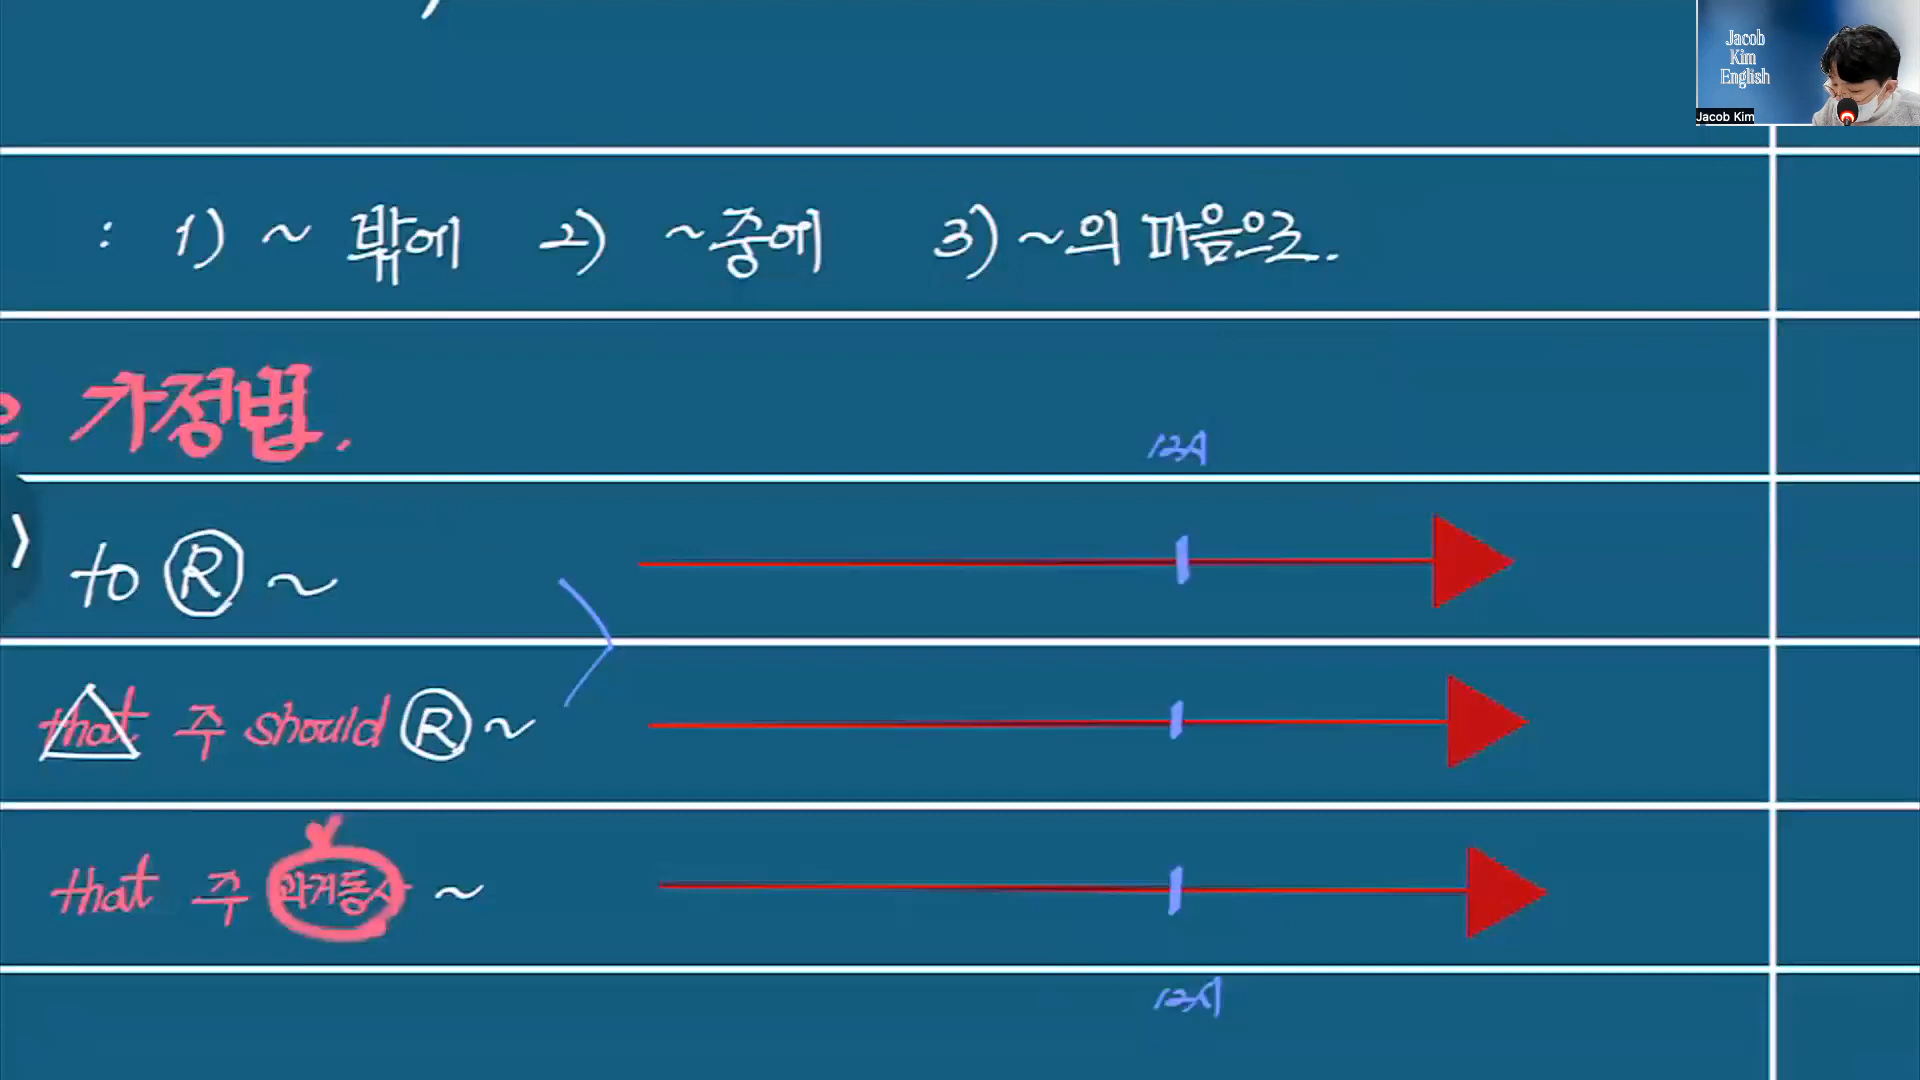 Jacob
Kim
English
Jacob Kim
: 1) ~ 밖에 2) ~중에 3) ~의 마음으로.
e 가정법.
12시
to Ⓡ ~
that 주 should Ⓡ ~
that 주 과거동사 ~
12시